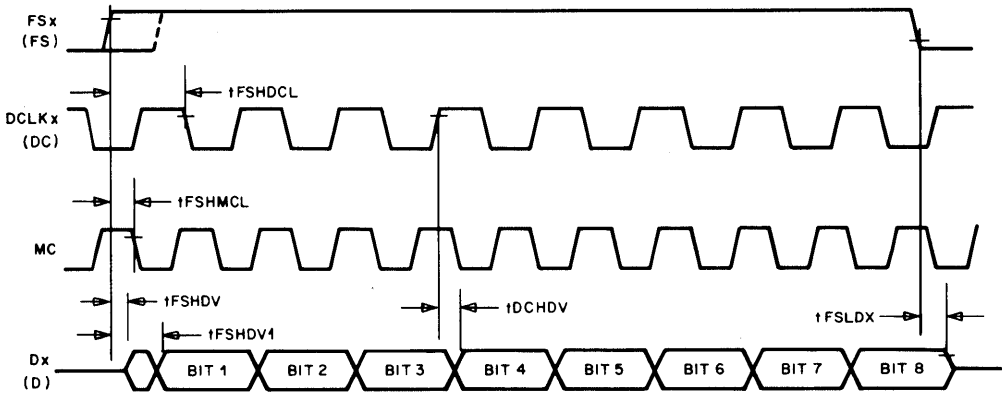 FSx
(FS)
tFSHDCL
DCLKx
(DC)
tFSHMCL
MC
tFSHDV
tDCHDV
tFSLDX
tFSHDV1
Dx
(D)
BIT 1
BIT 2
BIT 3
BIT 4
BIT 5
BIT 6
BIT 7
BIT 8